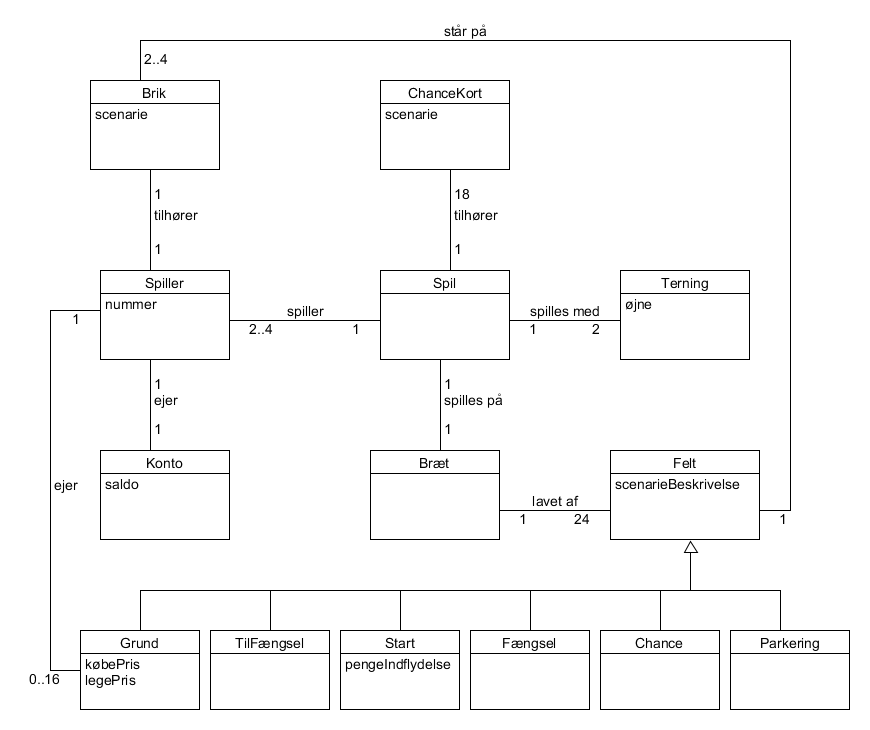 står på
2..4
Brik
scenarie
ChanceKort
scenarie
1
tilhører
1
18
tilhører
1
Spiller
nummer
Spil
Terning
øjne
1
spiller
2..4
1
spilles med
1
2
1
ejer
1
1
spilles på
1
Konto
saldo
Bræt
Felt
scenarieBeskrivelse
ejer
lavet af
1
24
1
Grund
købePris
legePris
TilFængsel
Start
pengeIndflydelse
Fængsel
Chance
Parkering
0..16